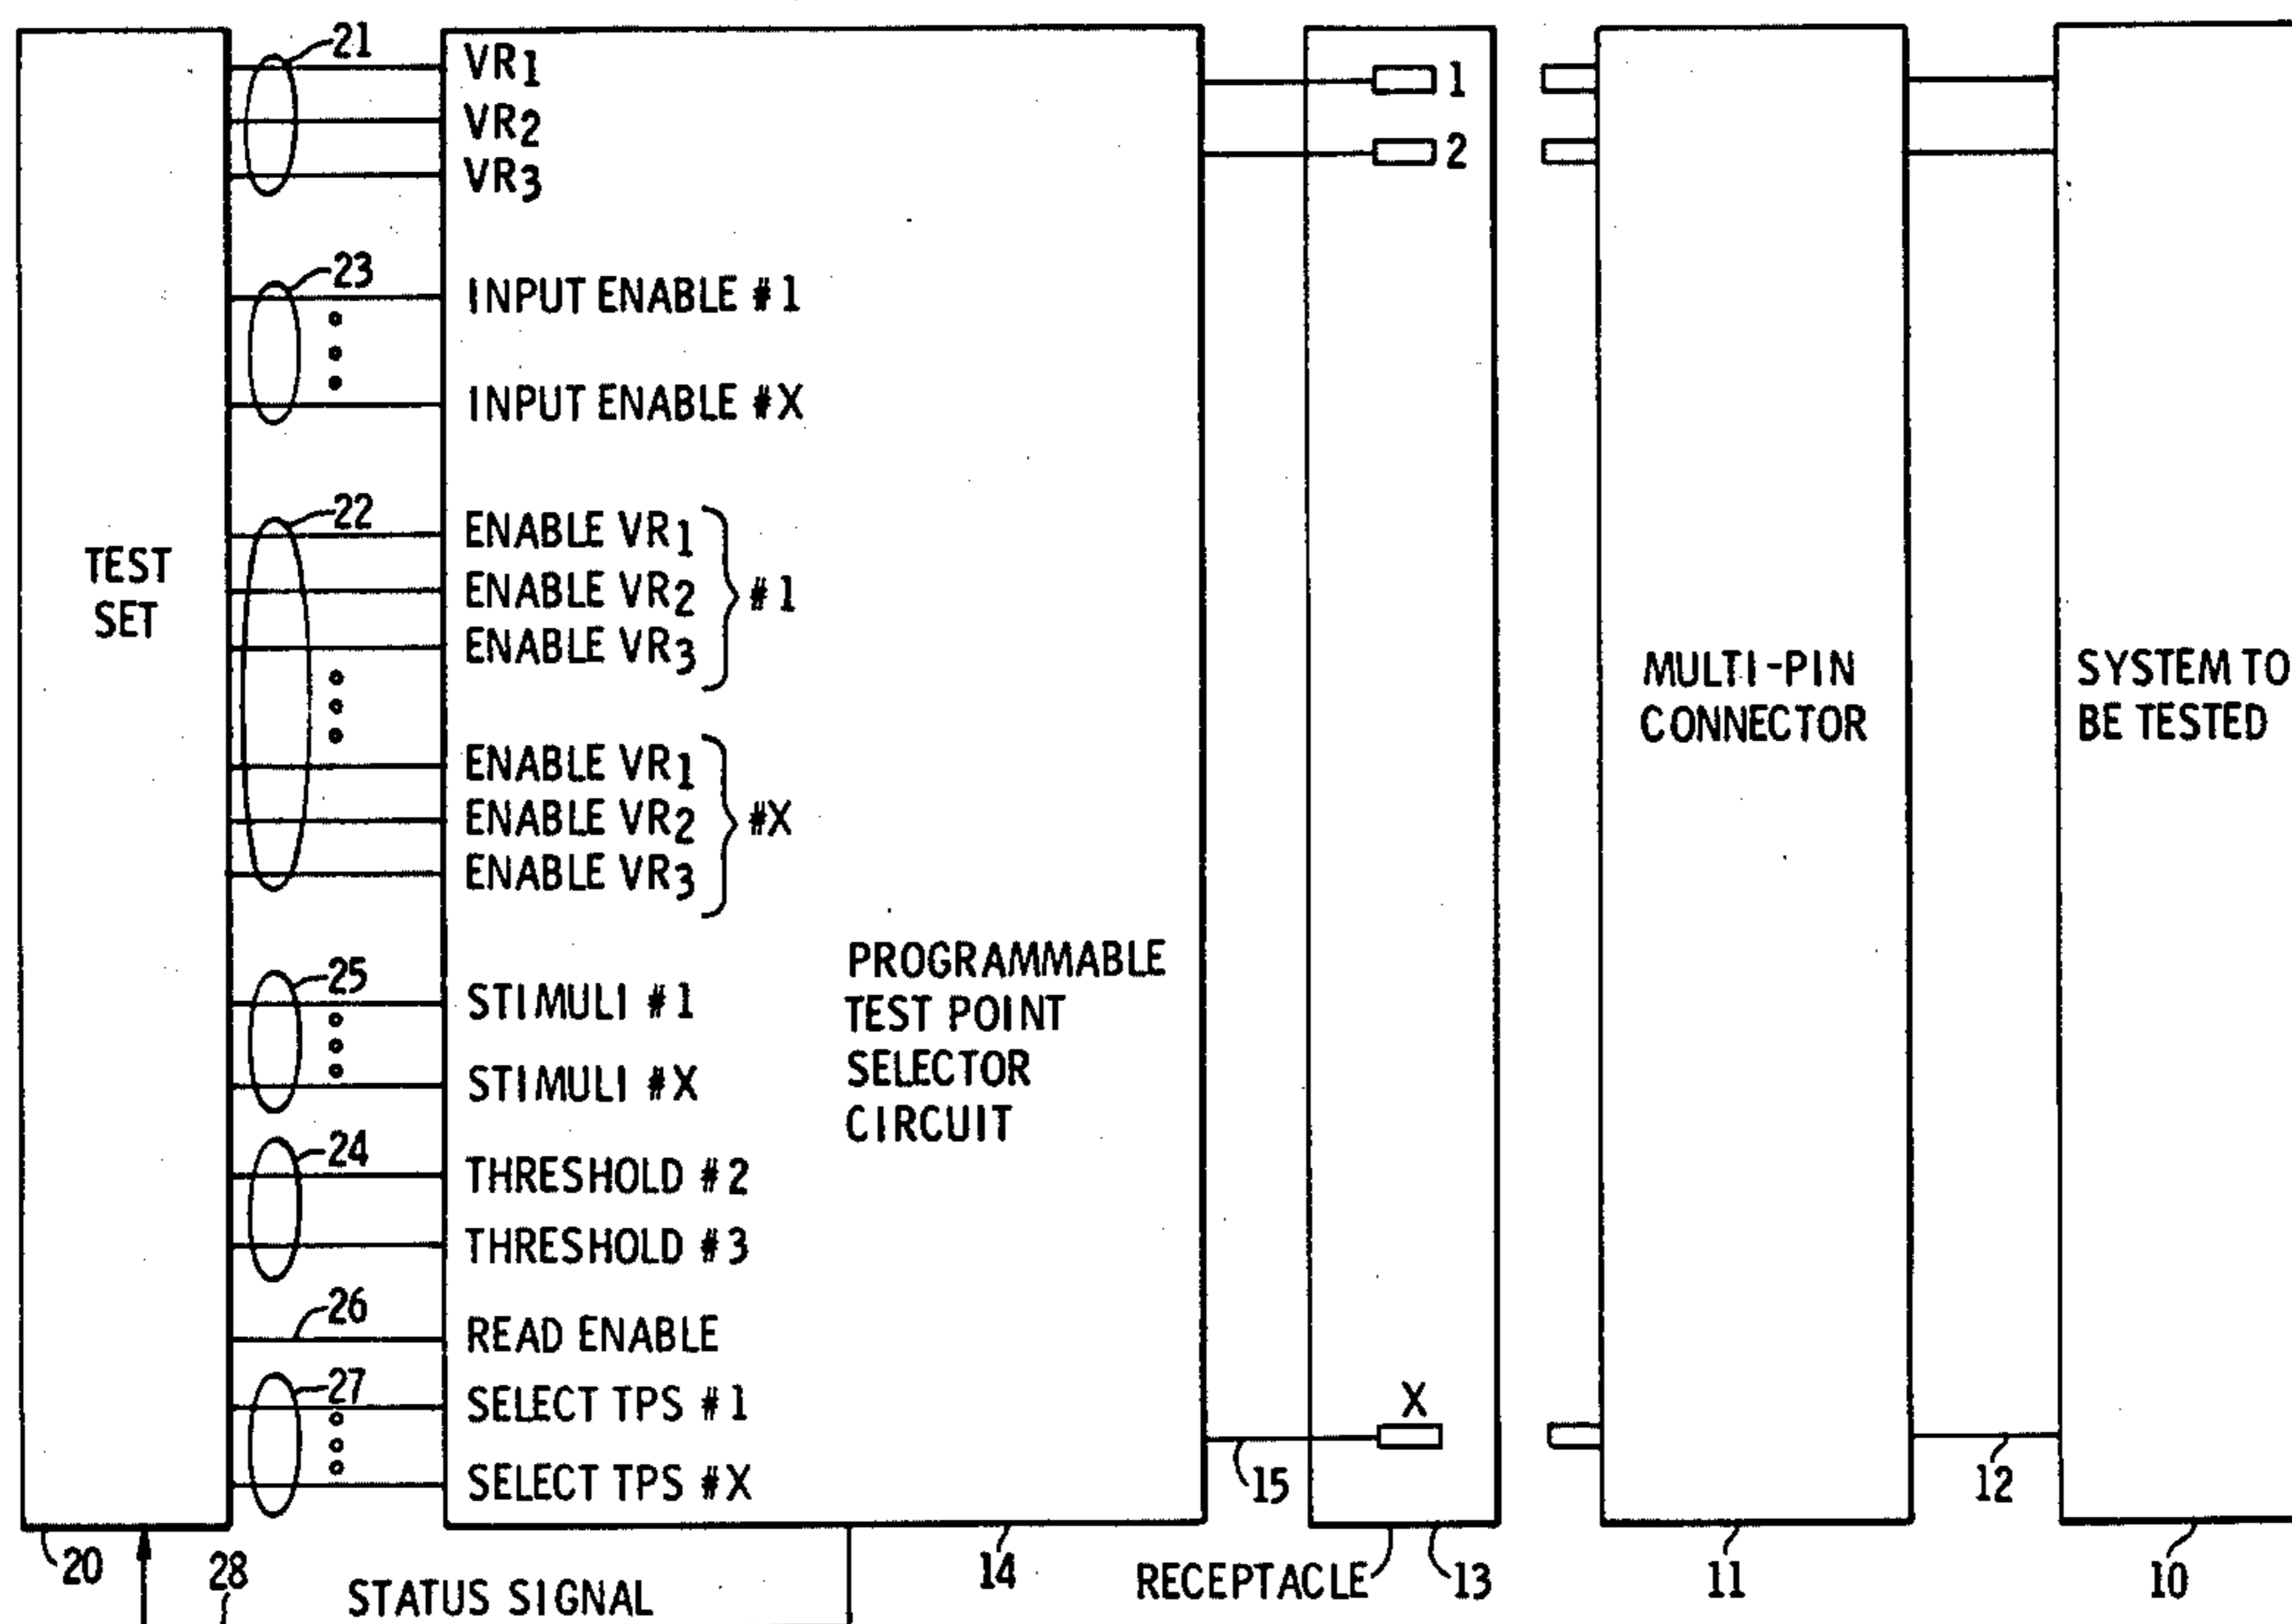 21
VR1
VR2
VR3
23
INPUT ENABLE #1
INPUT ENABLE #X
22
ENABLE VR1
ENABLE VR2
ENABLE VR3
#1
ENABLE VR1
ENABLE VR2
ENABLE VR3
#X
25
STIMULI #1
STIMULI #X
24
THRESHOLD #2
THRESHOLD #3
26
READ ENABLE
27
SELECT TPS #1
SELECT TPS #X
TEST
SET
PROGRAMMABLE
TEST POINT
SELECTOR
CIRCUIT
1
2
X
15
MULTI-PIN
CONNECTOR
12
SYSTEM TO
BE TESTED
20
28
STATUS SIGNAL
14
RECEPTACLE
13
11
10